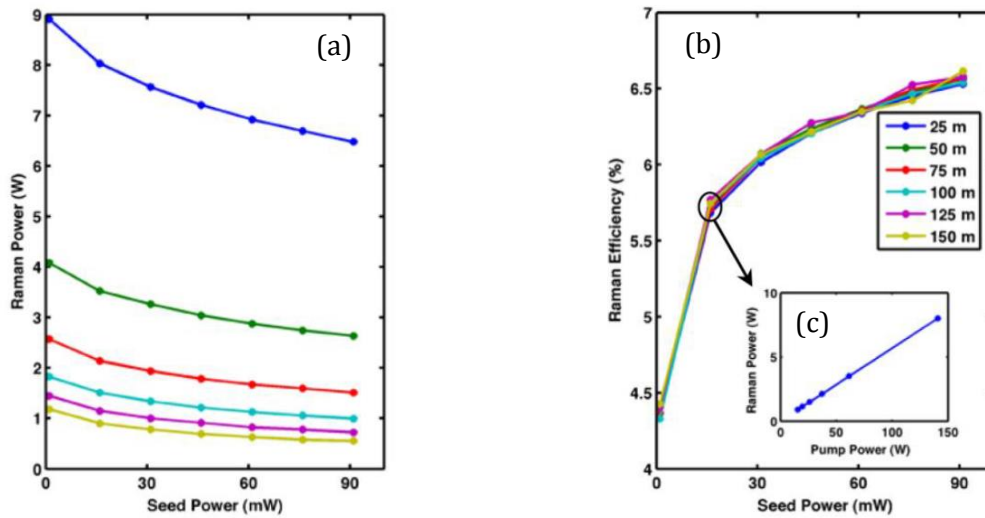 (a)
Raman Power (W)
9
8
7
6
5
4
3
2
1
0
0
30
60
90
Seed Power (mW)
(b)
Raman Efficiency (%)
6.5
6
5.5
5
4.5
4
25 m
50 m
75 m
100 m
125 m
150 m
(c)
Raman Power (W)
10
5
0
0
50
100
150
Pump Power (W)
0
30
60
90
Seed Power (mW)